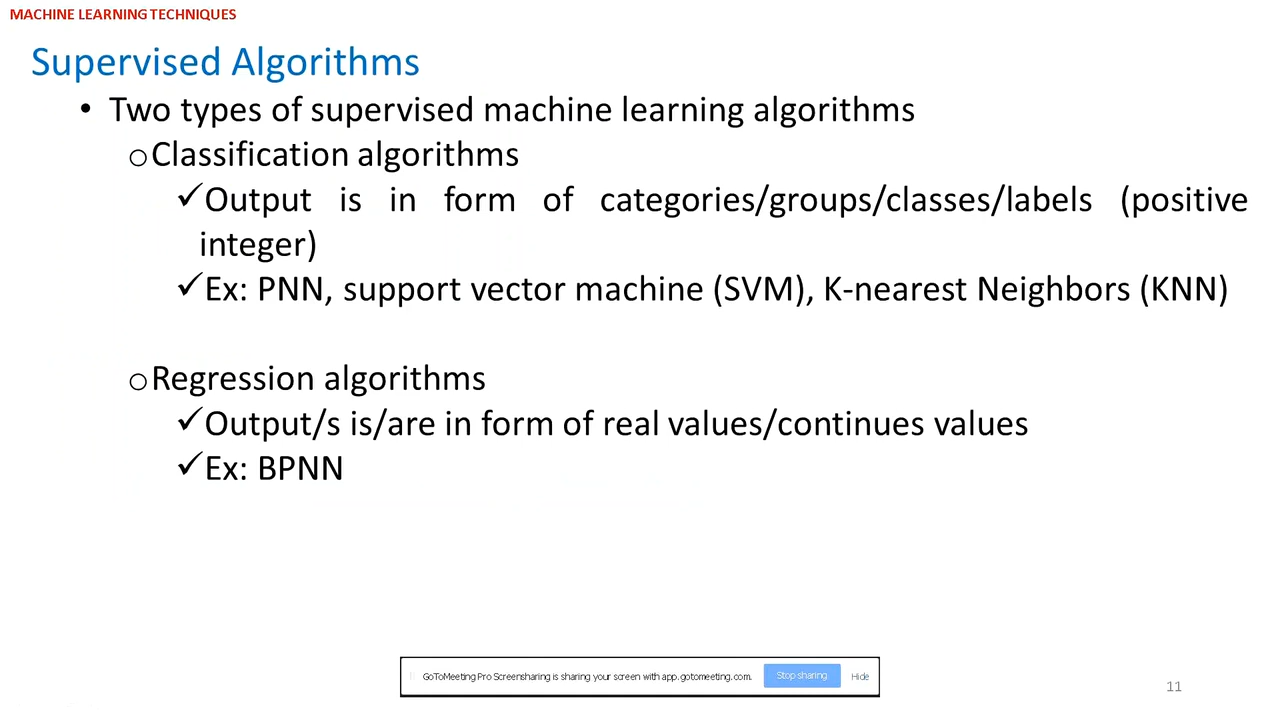 MACHINE LEARNING TECHNIQUES
Supervised Algorithms
• Two types of supervised machine learning algorithms
oClassification algorithms
✓Output is in form of categories/groups/classes/labels (positive
integer)
✓Ex: PNN, support vector machine (SVM), K-nearest Neighbors (KNN)
oRegression algorithms
✓Output/s is/are in form of real values/continues values
✓Ex: BPNN
GoToMeeting Pro Screensharing is sharing your screen with app.gotomeeting.com. Stop sharing Hide
11